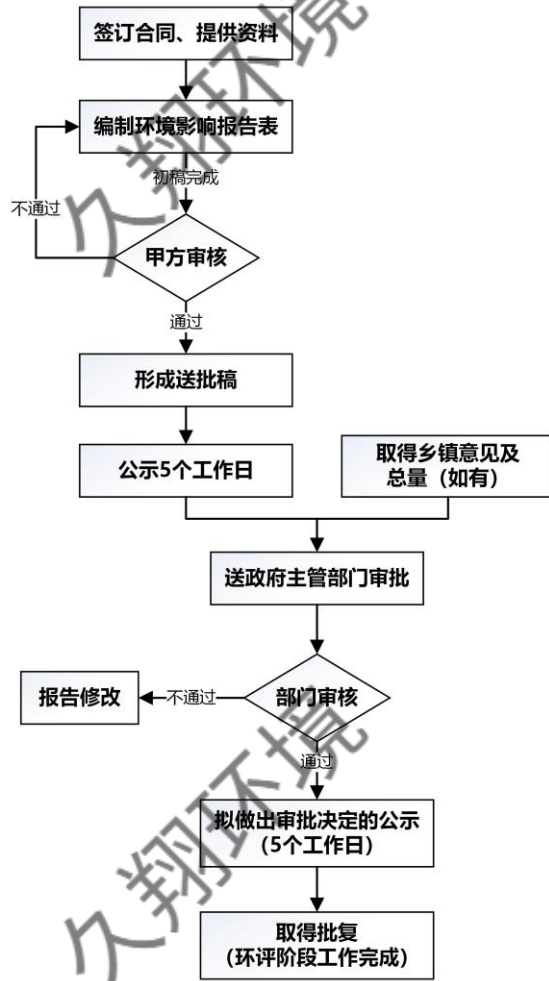 签订合同、提供资料
编制环境影响报告表
初稿完成
不通过
甲方审核
通过
形成送批稿
公示5个工作日
取得乡镇意见及
总量（如有）
送政府主管部门审批
报告修改
不通过
部门审核
通过
拟做出审批决定的公示
（5个工作日）
取得批复
（环评阶段工作完成）
久翔环境
久翔环境